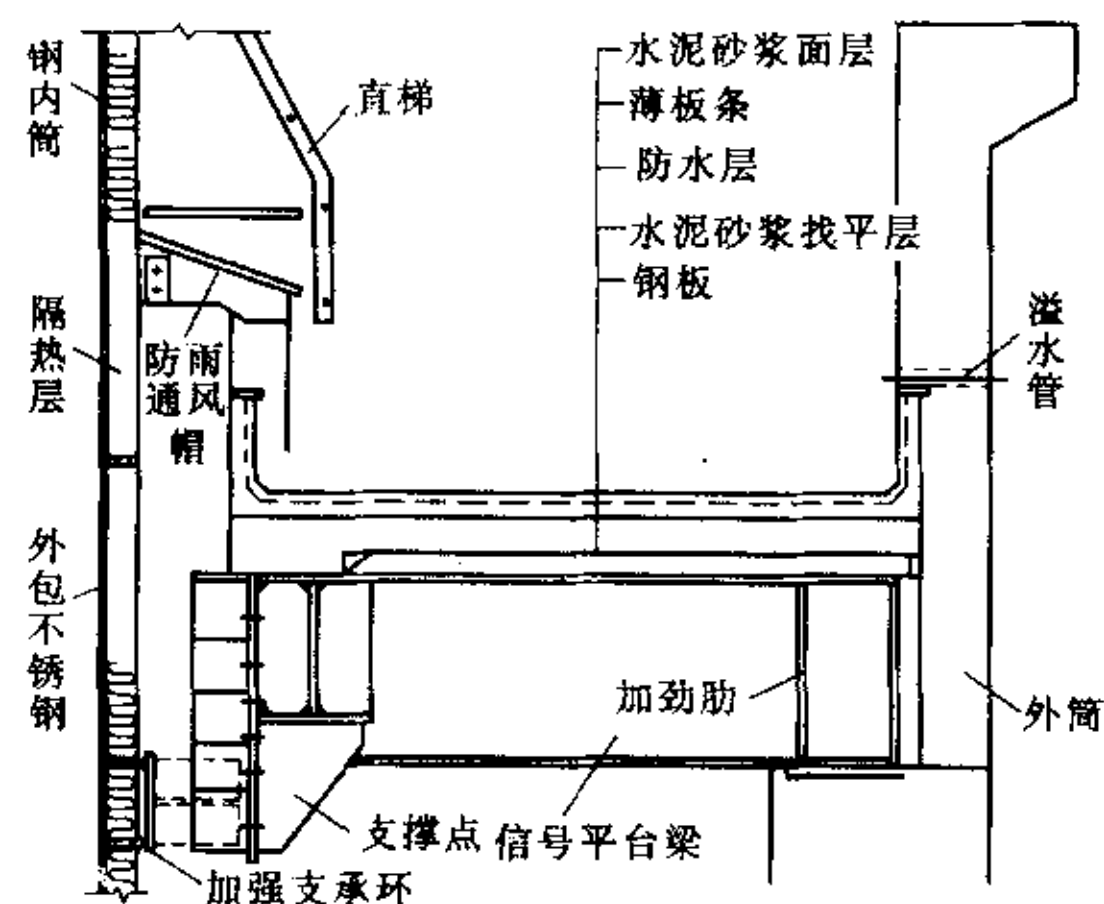 钢内筒
直梯
水泥砂浆面层
薄板条
防水层
水泥砂浆找平层
钢板
隔热层
防雨
通风
帽
溢水管
外包不锈钢
加劲肋
外筒
支撑点
信号平台梁
加强支承环